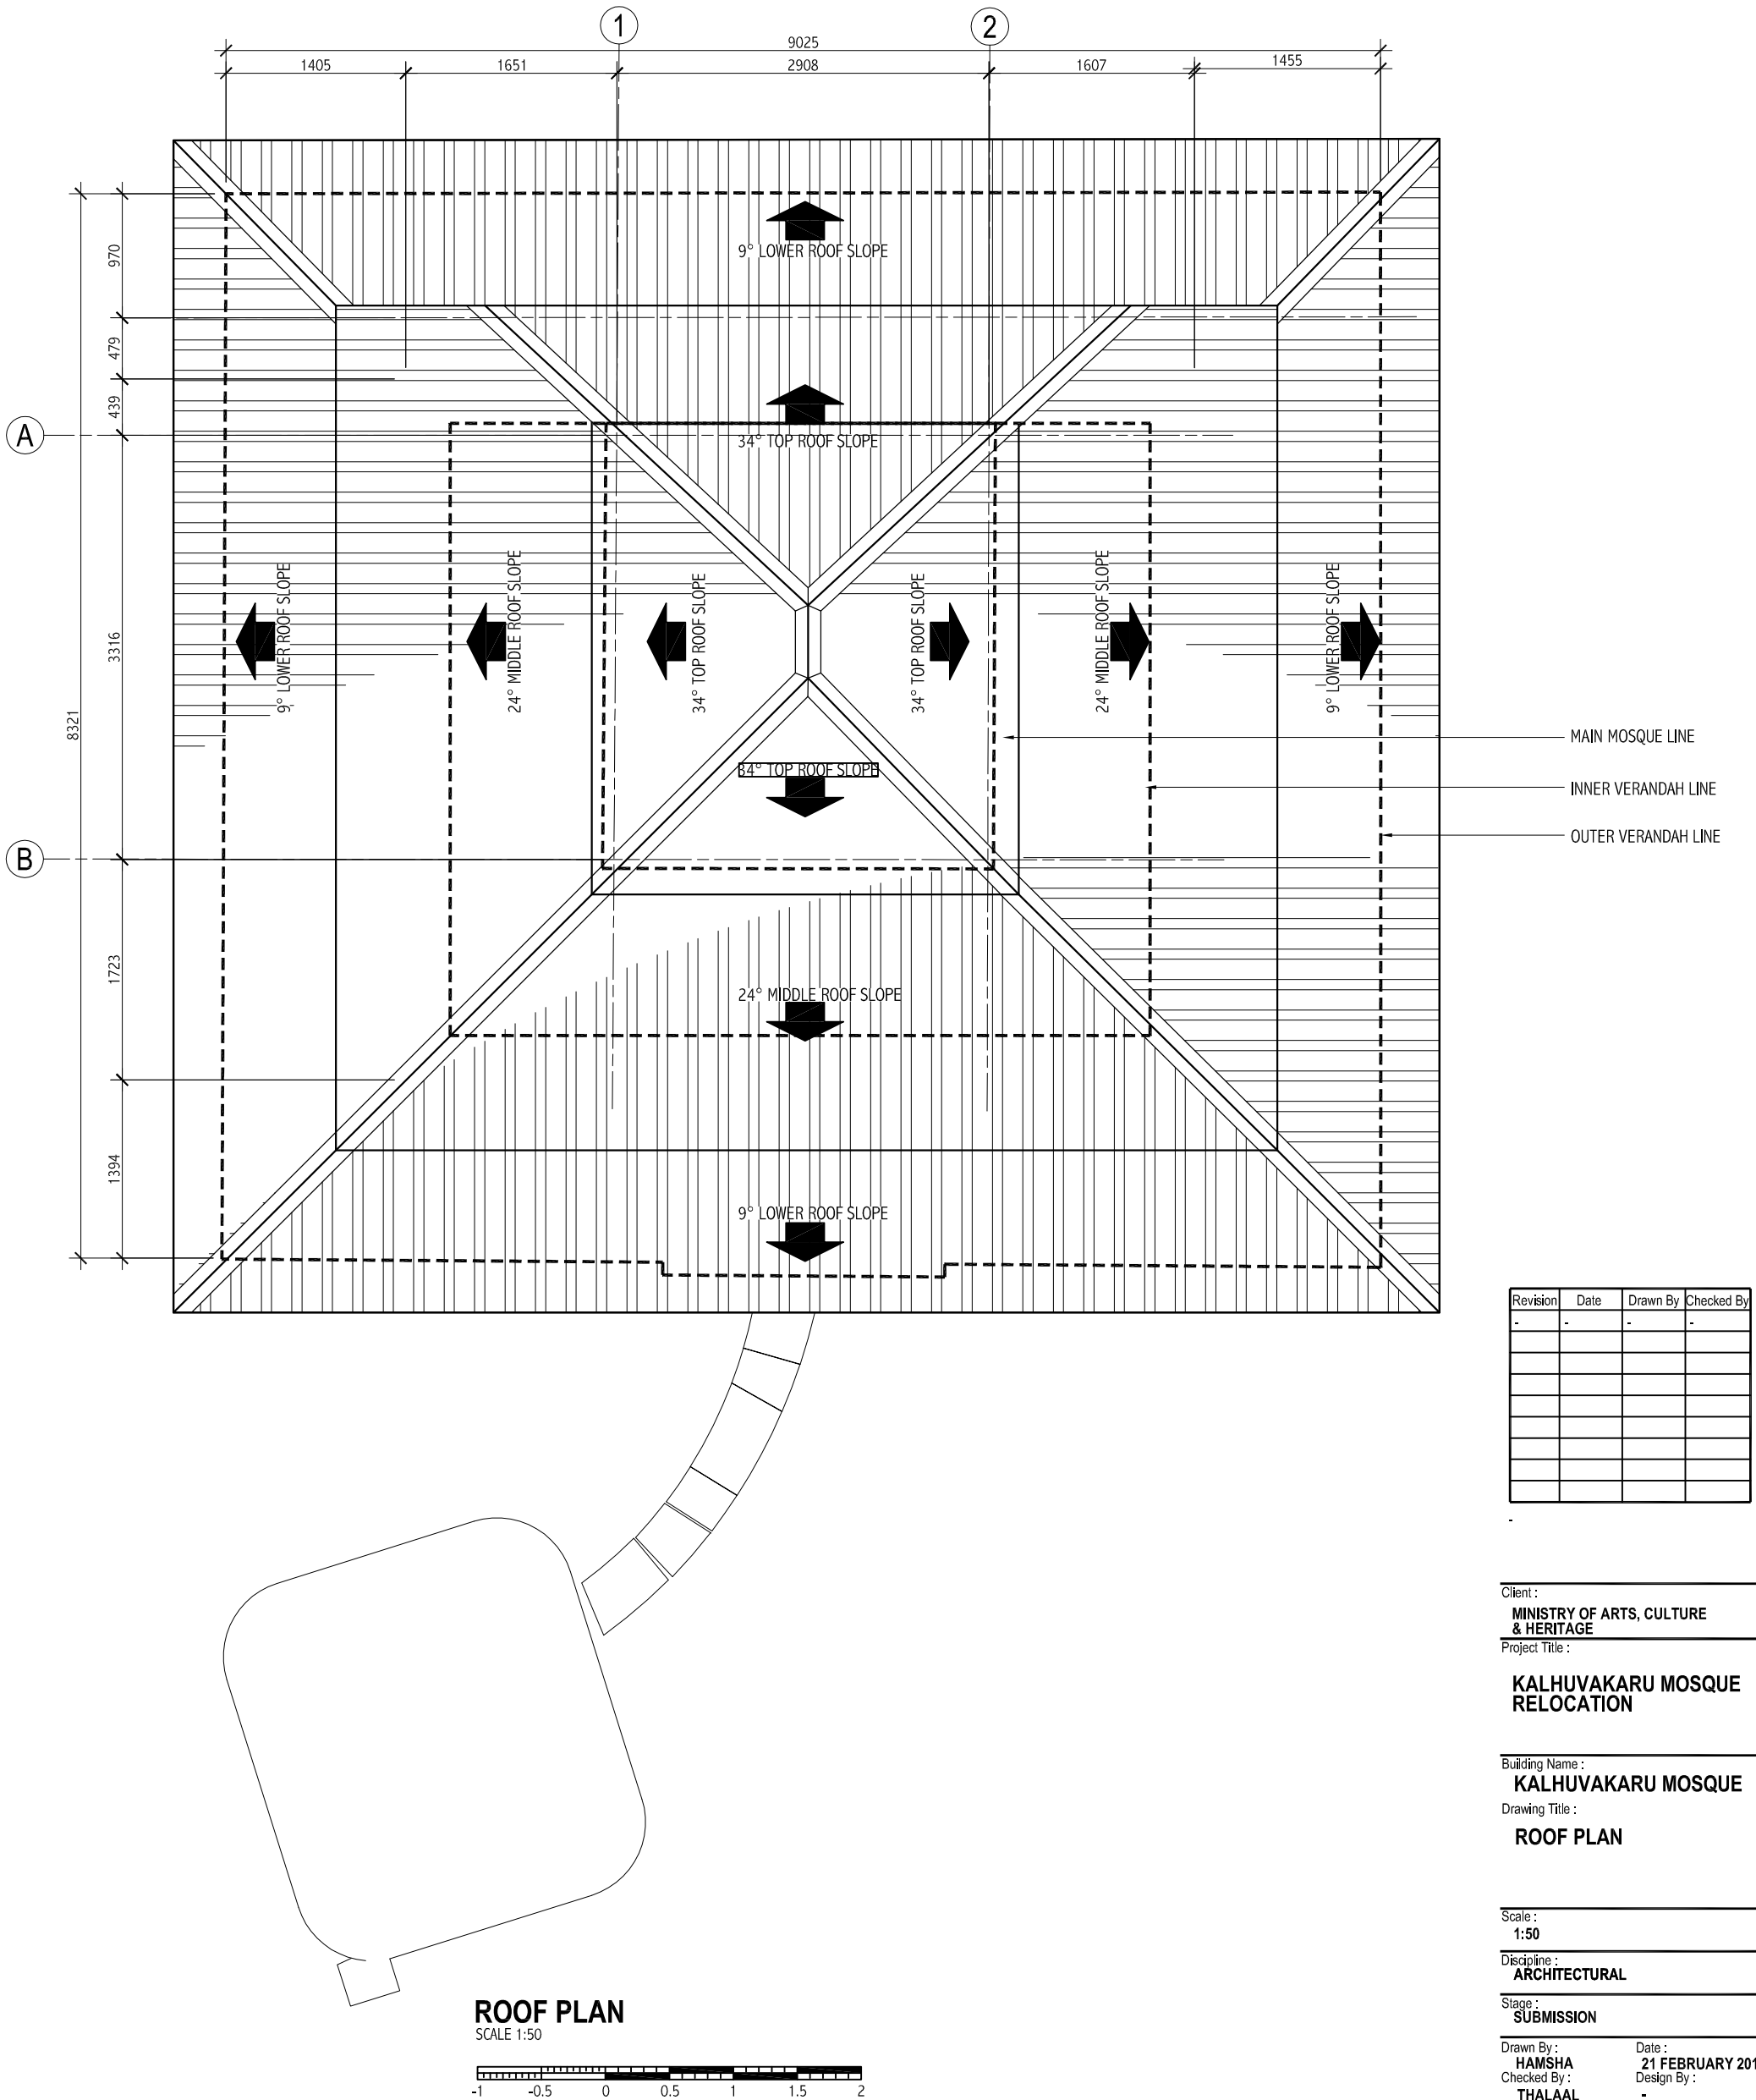 1
2
9025
1405
1651
2908
1607
1455
9° LOWER ROOF SLOPE
970
479
439
A
34° TOP ROOF SLOPE
9° LOWER ROOF SLOPE
24° MIDDLE ROOF SLOPE
34° TOP ROOF SLOPE
34° TOP ROOF SLOPE
24° MIDDLE ROOF SLOPE
9° LOWER ROOF SLOPE
3316
8321
MAIN MOSQUE LINE
34° TOP ROOF SLOPE
INNER VERANDAH LINE
OUTER VERANDAH LINE
B
1723
24° MIDDLE ROOF SLOPE
1394
9° LOWER ROOF SLOPE
Revision Date Drawn By Checked By
- - - -
-
Client :
MINISTRY OF ARTS, CULTURE
& HERITAGE
Project Title :
KALHUVAKARU MOSQUE
RELOCATION
Building Name :
KALHUVAKARU MOSQUE
Drawing Title :
ROOF PLAN
Scale :
1:50
Discipline :
ARCHITECTURAL
Stage :
SUBMISSION
Drawn By : Date :
HAMSHA 21 FEBRUARY 201
Checked By : Design By :
THALAAL -
ROOF PLAN
SCALE 1:50
-1 -0.5 0 0.5 1 1.5 2